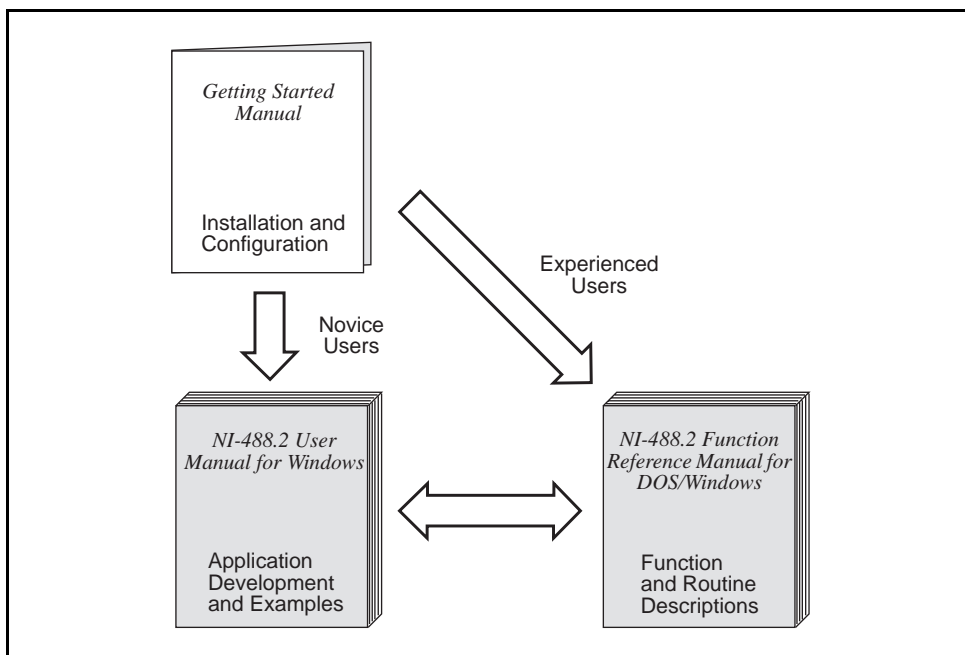 Getting Started
Manual
Installation and
Configuration
Experienced
Users
Novice
Users
NI-488.2 User
Manual for Windows
Application
Development
and Examples
NI-488.2 Function
Reference Manual for
DOS/Windows
Function
and Routine
Descriptions